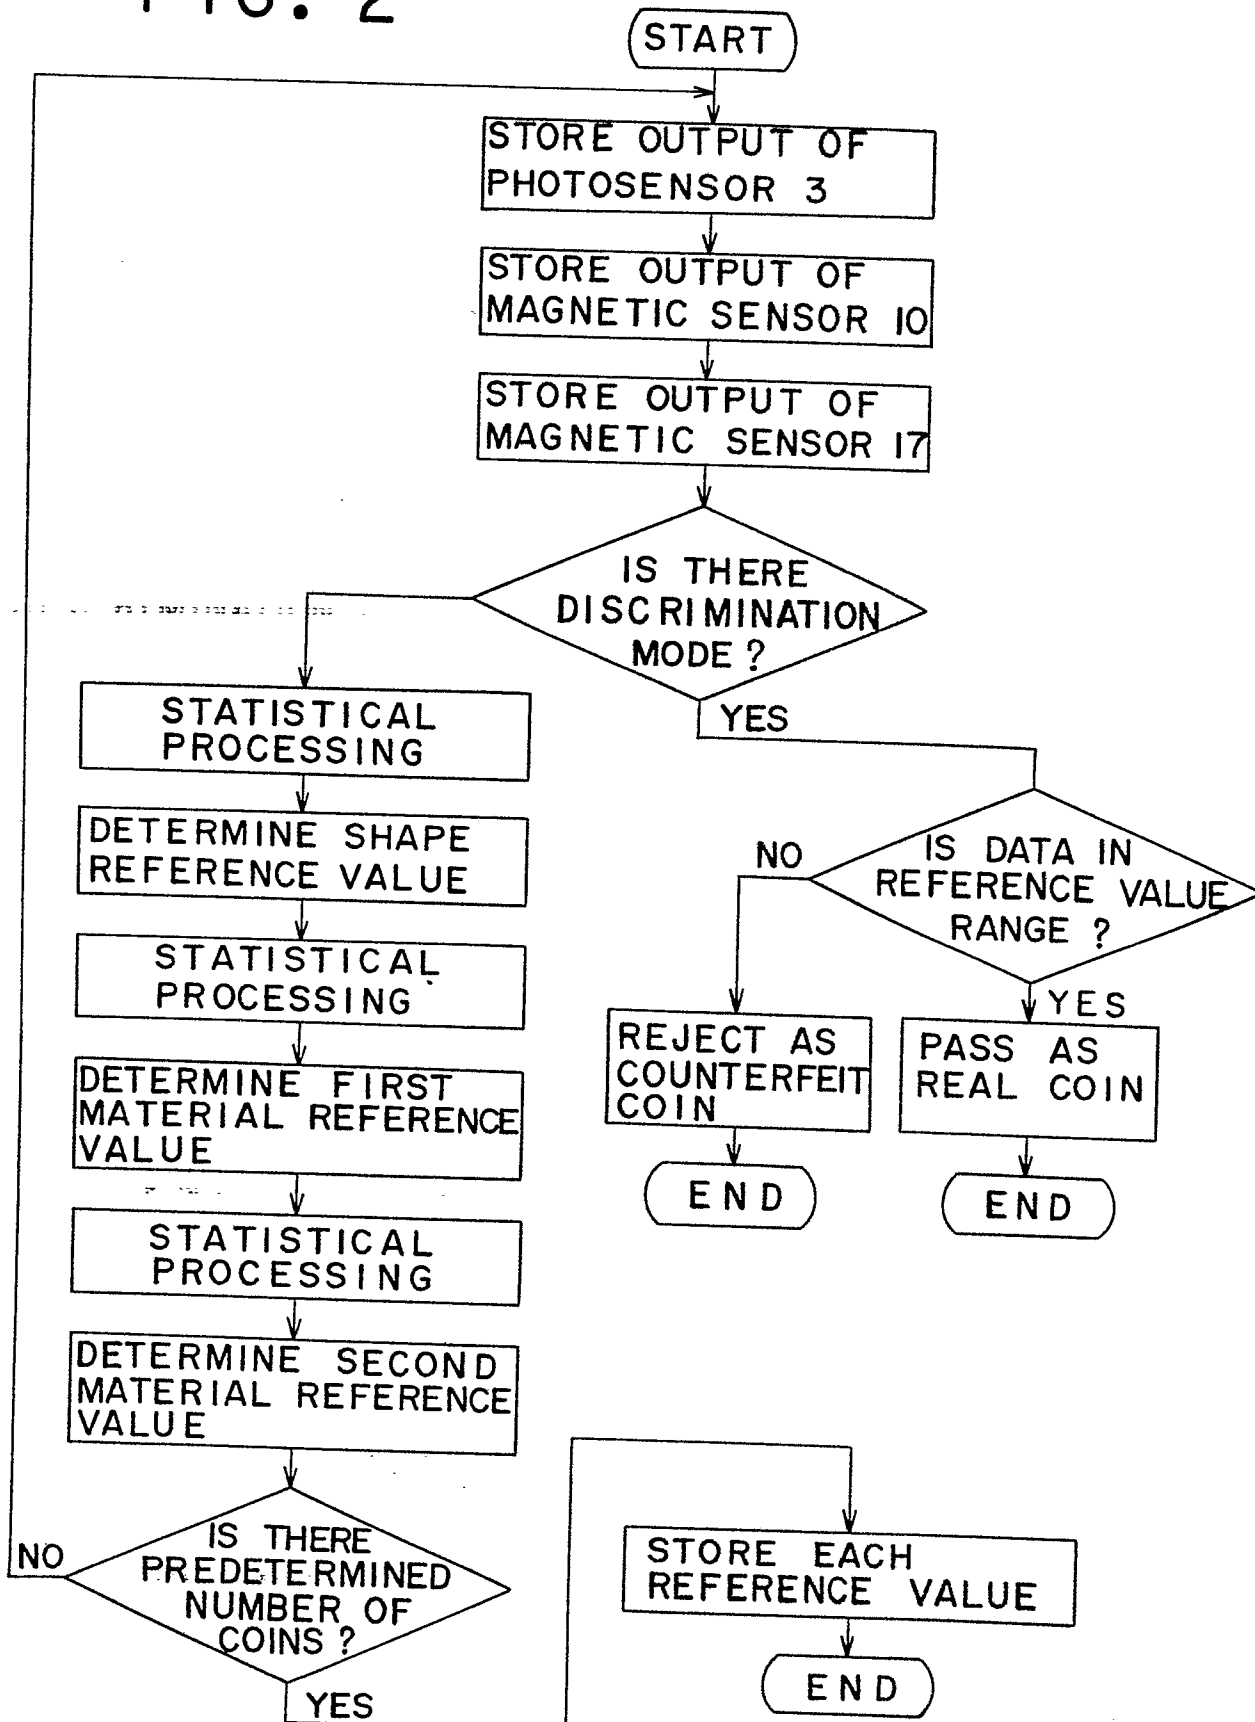 FIG. 2
START
STORE OUTPUT OF
PHOTOSENSOR 3
STORE OUTPUT OF
MAGNETIC SENSOR 10
STORE OUTPUT OF
MAGNETIC SENSOR 17
IS THERE
DISCRIMINATION
MODE ?
YES
STATISTICAL
PROCESSING
DETERMINE SHAPE
REFERENCE VALUE
STATISTICAL
PROCESSING
DETERMINE FIRST
MATERIAL REFERENCE
VALUE
STATISTICAL
PROCESSING
DETERMINE SECOND
MATERIAL REFERENCE
VALUE
IS THERE
PREDETERMINED
NUMBER OF
COINS ?
NO
YES
IS DATA IN
REFERENCE VALUE
RANGE ?
NO
YES
REJECT AS
COUNTERFEIT
COIN
END
PASS AS
REAL COIN
END
STORE EACH
REFERENCE VALUE
END